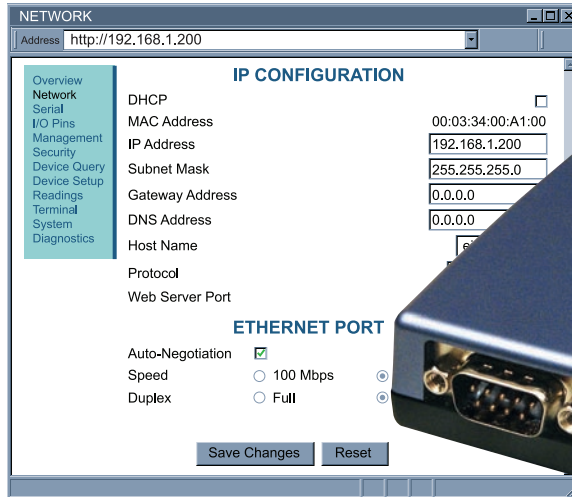 NETWORK
Address http://192.168.1.200
Overview
Network
Serial
I/O Pins
Management
Security
Device Query
Device Setup
Readings
Terminal
System
Diagnostics
IP CONFIGURATION
DHCP
MAC Address 00:03:34:00:A1:00
IP Address 192.168.1.200
Subnet Mask 255.255.255.0
Gateway Address 0.0.0.0
DNS Address 0.0.0.0
Host Name
Protocol
Web Server Port
ETHERNET PORT
Auto-Negotiation
Speed 100 Mbps
Duplex Full
Save Changes Reset